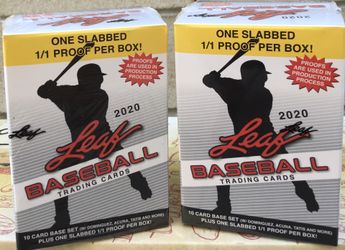 ONE SLABBED
1/1 PROOF PER BOX!
PROOFS
ARE USED IN
PRODUCTION
PROCESS
2020
Leaf
Leaf
BASEBALL
TRADING CARDS
10 CARD BASE SET (W/ DOMINGUEZ, ACUNA, TATIS AND MORE)
PLUS ONE SLABBED 1/1 PROOF PER BOX!
2020
ONE SLABBED
1/1 PROOF PER BOX!
PROOFS
ARE USED IN
PRODUCTION
PROCESS
2020
Leaf
Leaf
BASEBALL
TRADING CARDS
10 CARD BASE SET (W/ DOMINGUEZ, ACUNA, TATIS AND MORE)
PLUS ONE SLABBED 1/1 PROOF PER BOX!